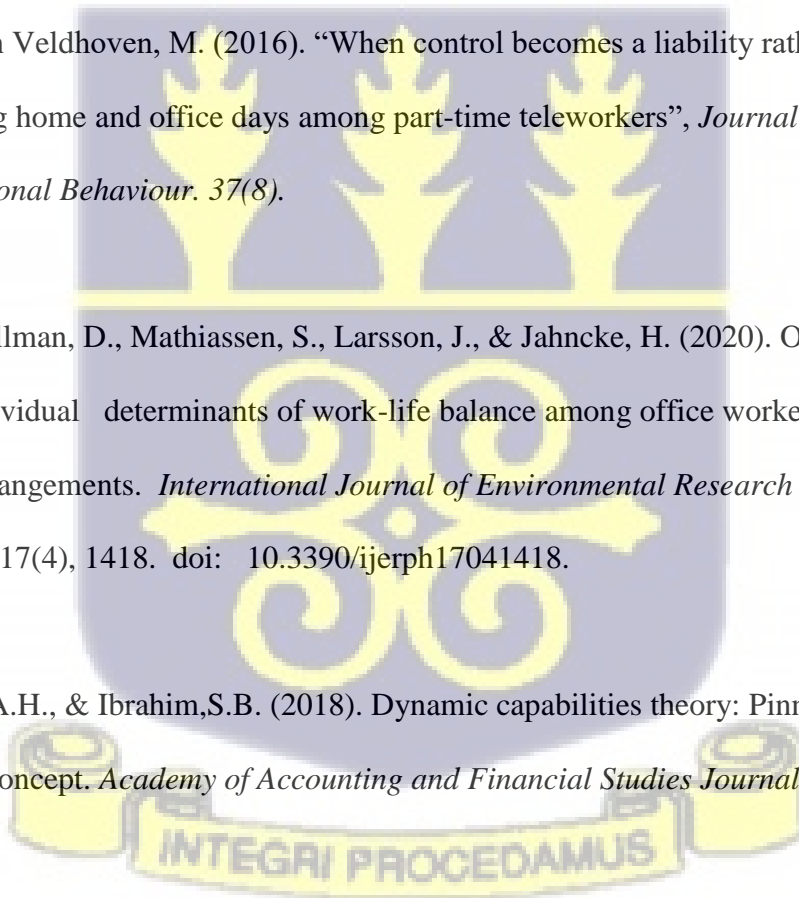 n Veldhoven, M. (2016). “When control becomes a liability rath
g home and office days among part-time teleworkers”, Journal
onal Behaviour. 37(8).
llman, D., Mathiassen, S., Larsson, J., & Jahncke, H. (2020). O
ividual determinants of work-life balance among office worke
angements. International Journal of Environmental Research
17(4), 1418. doi: 10.3390/ijerph17041418.
A.H., & Ibrahim,S.B. (2018). Dynamic capabilities theory: Pinn
oncept. Academy of Accounting and Financial Studies Journal
INTEGRI PROCEDAMUS